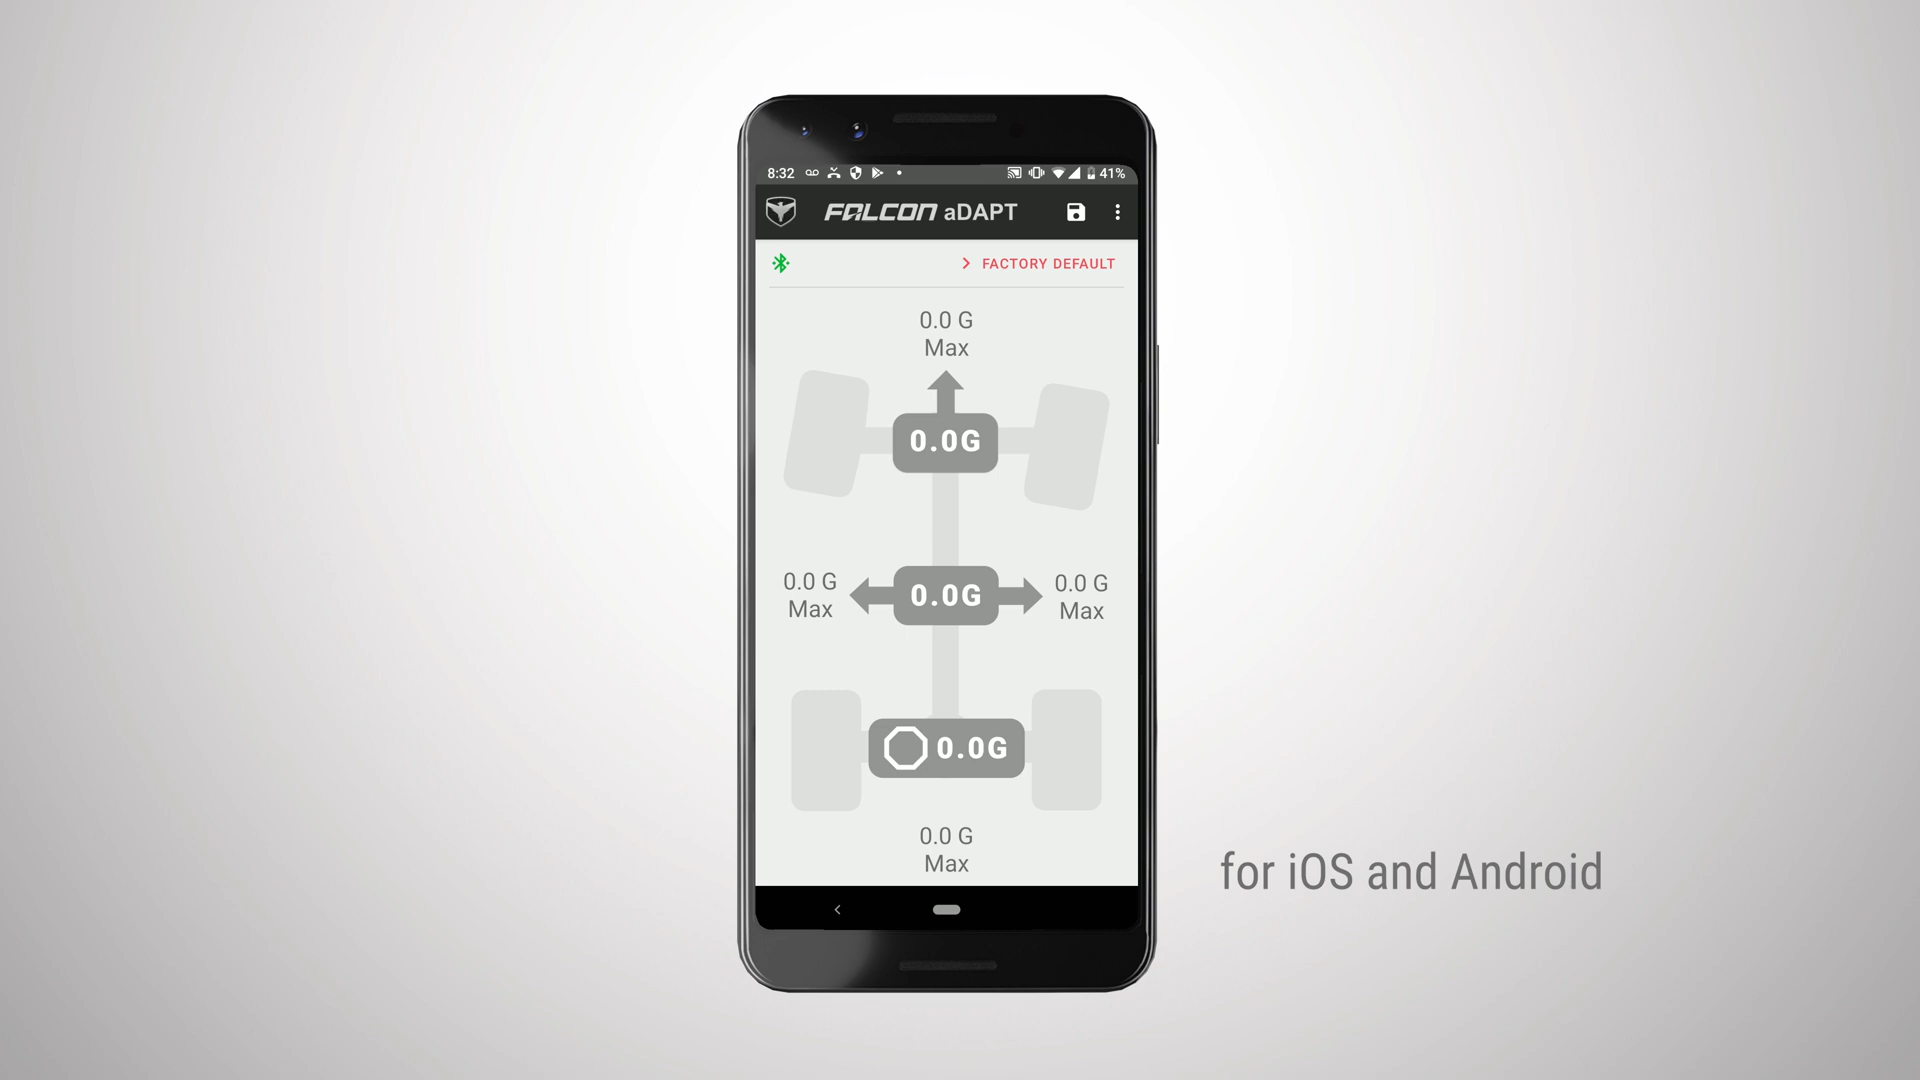 8:32
41%
FALCON aDAPT
> FACTORY DEFAULT
0.0 G
Max
0.0G
0.0 G
Max
0.0G
0.0 G
Max
0.0G
0.0 G
Max
for iOS and Android